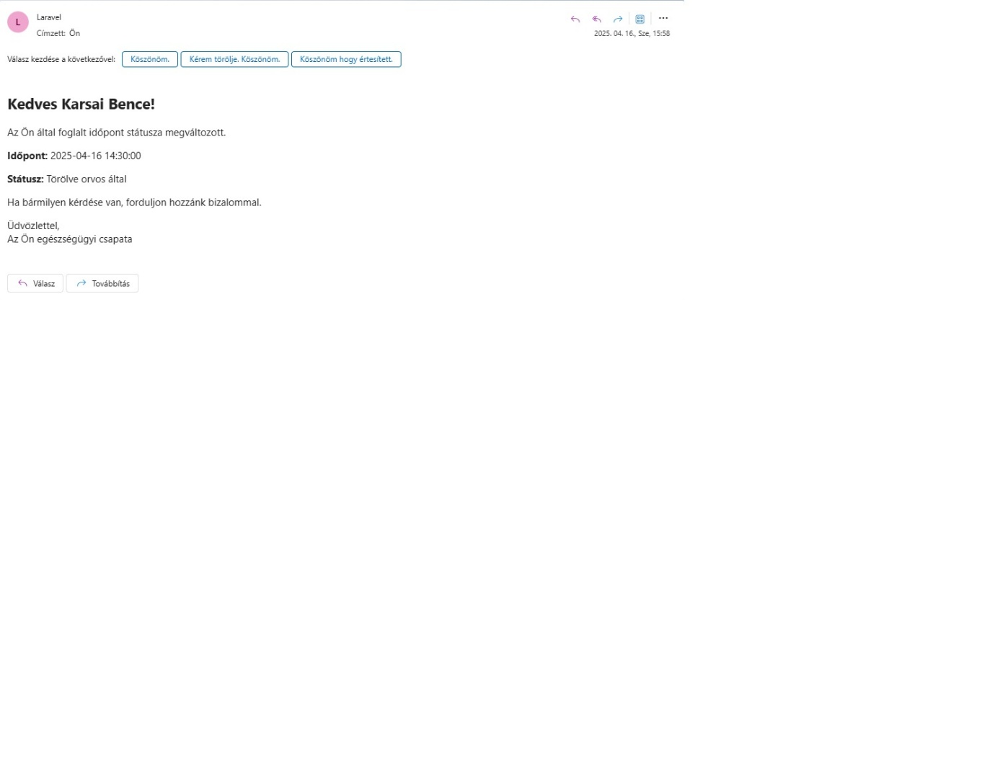 L
Laravel
Címzett: Ön
2025. 04. 16., Sze, 15:58
Válasz kezdése a következővel: Köszönöm. Kérem törölje. Köszönöm. Köszönöm hogy értesített.
Kedves Karsai Bence!
Az Ön által foglalt időpont státusza megváltozott.
Időpont: 2025-04-16 14:30:00
Státusz: Törölve orvos által
Ha bármilyen kérdése van, forduljon hozzánk bizalommal.
Üdvözlettel,
Az Ön egészségügyi csapata
Válasz Továbbítás